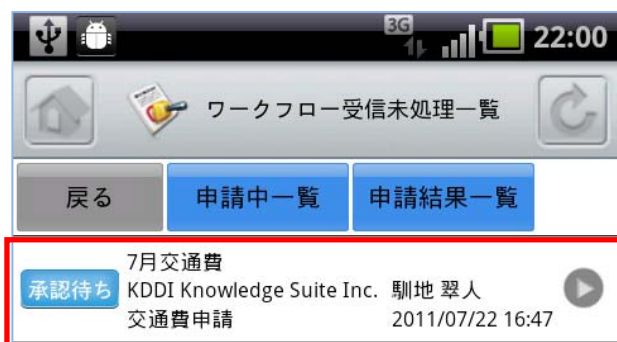 3G 22:00
ワークフロー受信未処理一覧
戻る 申請中一覧 申請結果一覧
7月交通費
承認待ち KDDI Knowledge Suite Inc. 馴地 翠人
交通費申請 2011/07/22 16:47